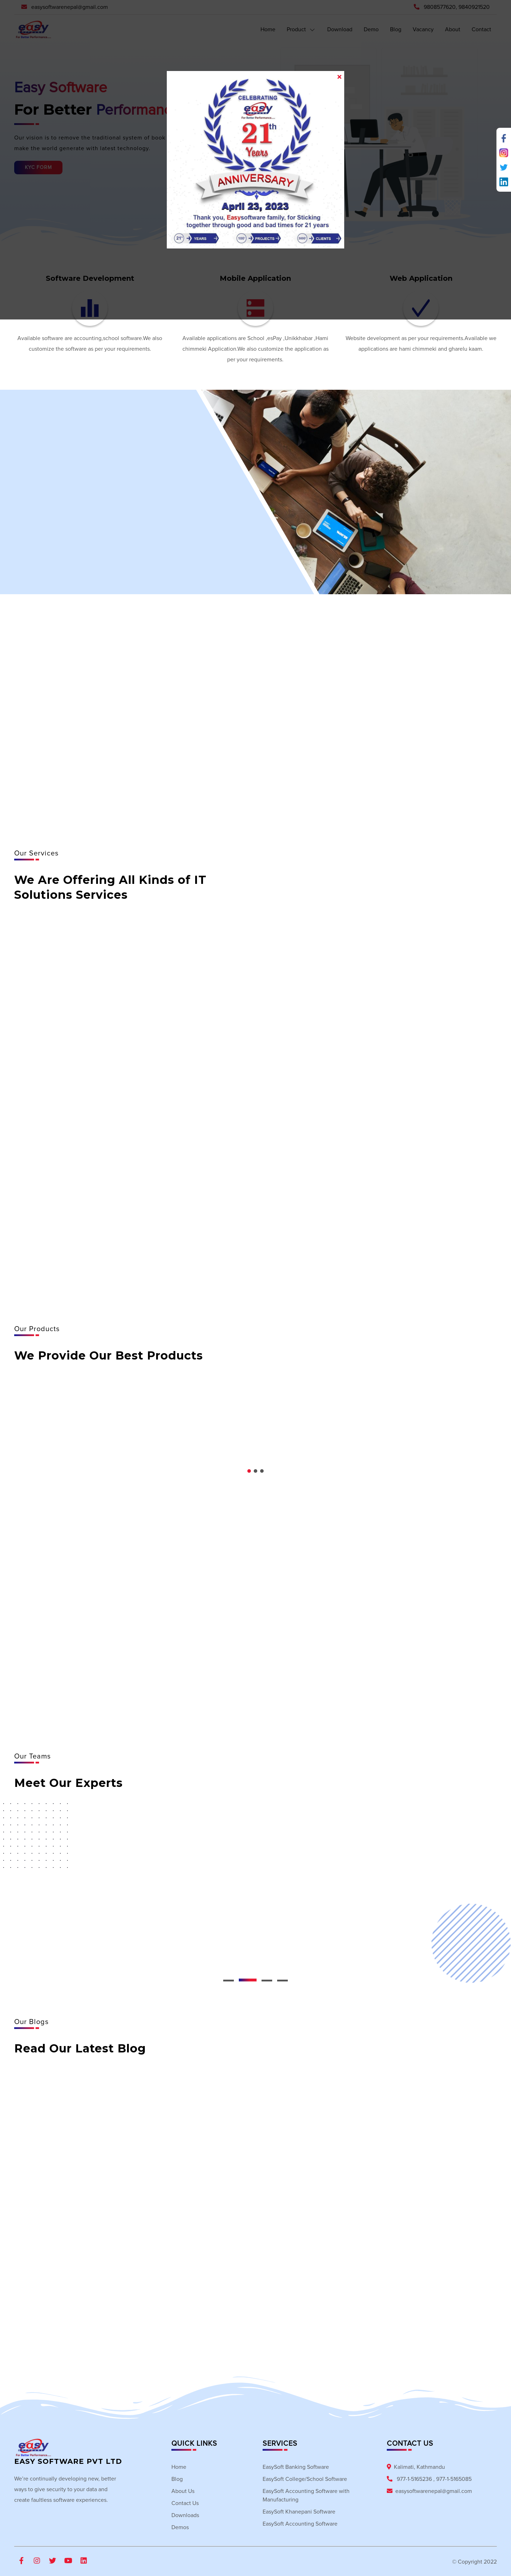 easysoftwarenepal@gmail.com
9808577620, 9840921520
easy
For Better Performance....
Home
Product
Download
Demo
Blog
Vacancy
About
Contact
Easy Software
For Better Performance
Our vision is to remove the traditional system of book
make the world generate with latest technology.
KYC FORM
CELEBRATING
easy
For Better Performance....
21th
Years
ANNIVERSARY
April 23, 2023
Thank you, Easysoftware family, for Sticking
together through good and bad times for 21 years
YEARS
PROJECTS
CLIENTS
Software Development
Available software are accounting,school software.We also
customize the software as per your requirements.
Mobile Application
Available applications are School ,esPay ,Unikkhabar ,Hami
chimmeki Application.We also customize the application as
per your requirements.
Web Application
Website development as per your requirements,Available we
applications are hami chimmeki and gharelu kaam.
Our Services
We Are Offering All Kinds of IT
Solutions Services
Our Products
We Provide Our Best Products
Our Teams
Meet Our Experts
Our Blogs
Read Our Latest Blog
easy
For Better Performance....
EASY SOFTWARE PVT LTD
We're continually developing new, better
ways to give security to your data and
create faultless software experiences.
QUICK LINKS
Home
Blog
About Us
Contact Us
Downloads
Demos
SERVICES
EasySoft Banking Software
EasySoft College/School Software
EasySoft Accounting Software with
Manufacturing
EasySoft Khanepani Software
EasySoft Accounting Software
CONTACT US
Kalimati, Kathmandu
977-1-5165236 , 977-1-5165085
easysoftwarenepal@gmail.com
© Copyright 2022